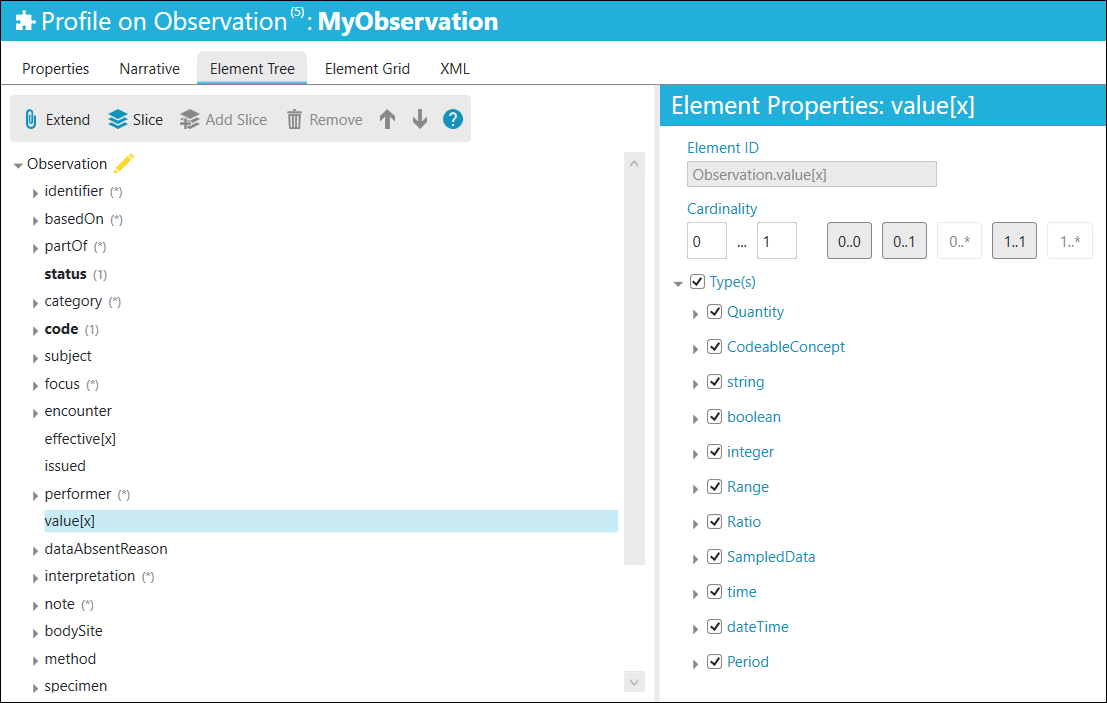 Profile on Observation (5): MyObservation
Properties Narrative Element Tree Element Grid XML
Extend Slice Add Slice Remove ?
Observation
identifier (*)
basedOn (*)
partOf (*)
status (1)
category (*)
code (1)
subject
focus (*)
encounter
effective[x]
issued
performer (*)
value[x]
dataAbsentReason
interpretation (*)
note (*)
bodySite
method
specimen
Element Properties: value[x]
Element ID
Observation.value[x]
Cardinality
0 ... 1 0..0 0..1 0..* 1..1 1..*
Type(s)
Quantity
CodeableConcept
string
boolean
integer
Range
Ratio
SampledData
time
dateTime
Period